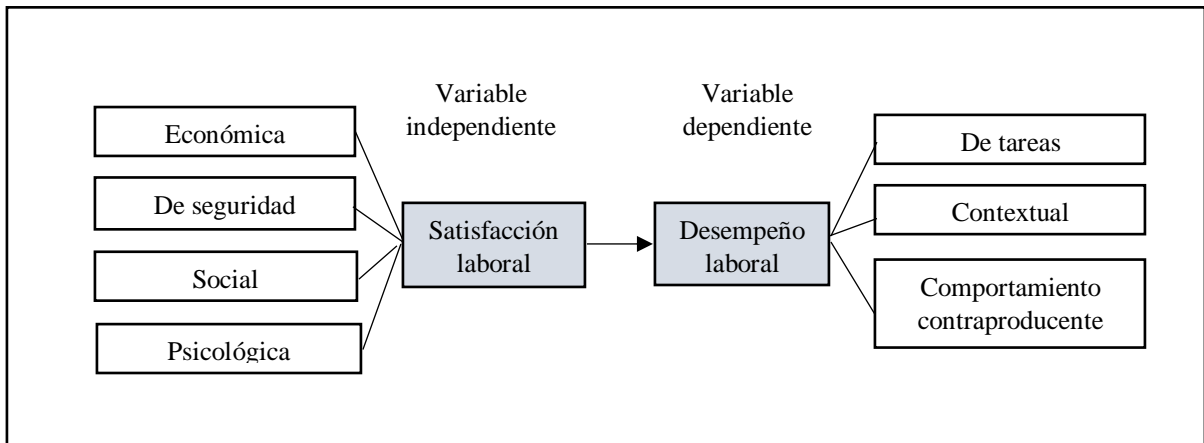 Variable
independiente
Variable
dependiente
Económica
De seguridad
Social
Psicológica
Satisfacción
laboral
Desempeño
laboral
De tareas
Contextual
Comportamiento
contraproducente